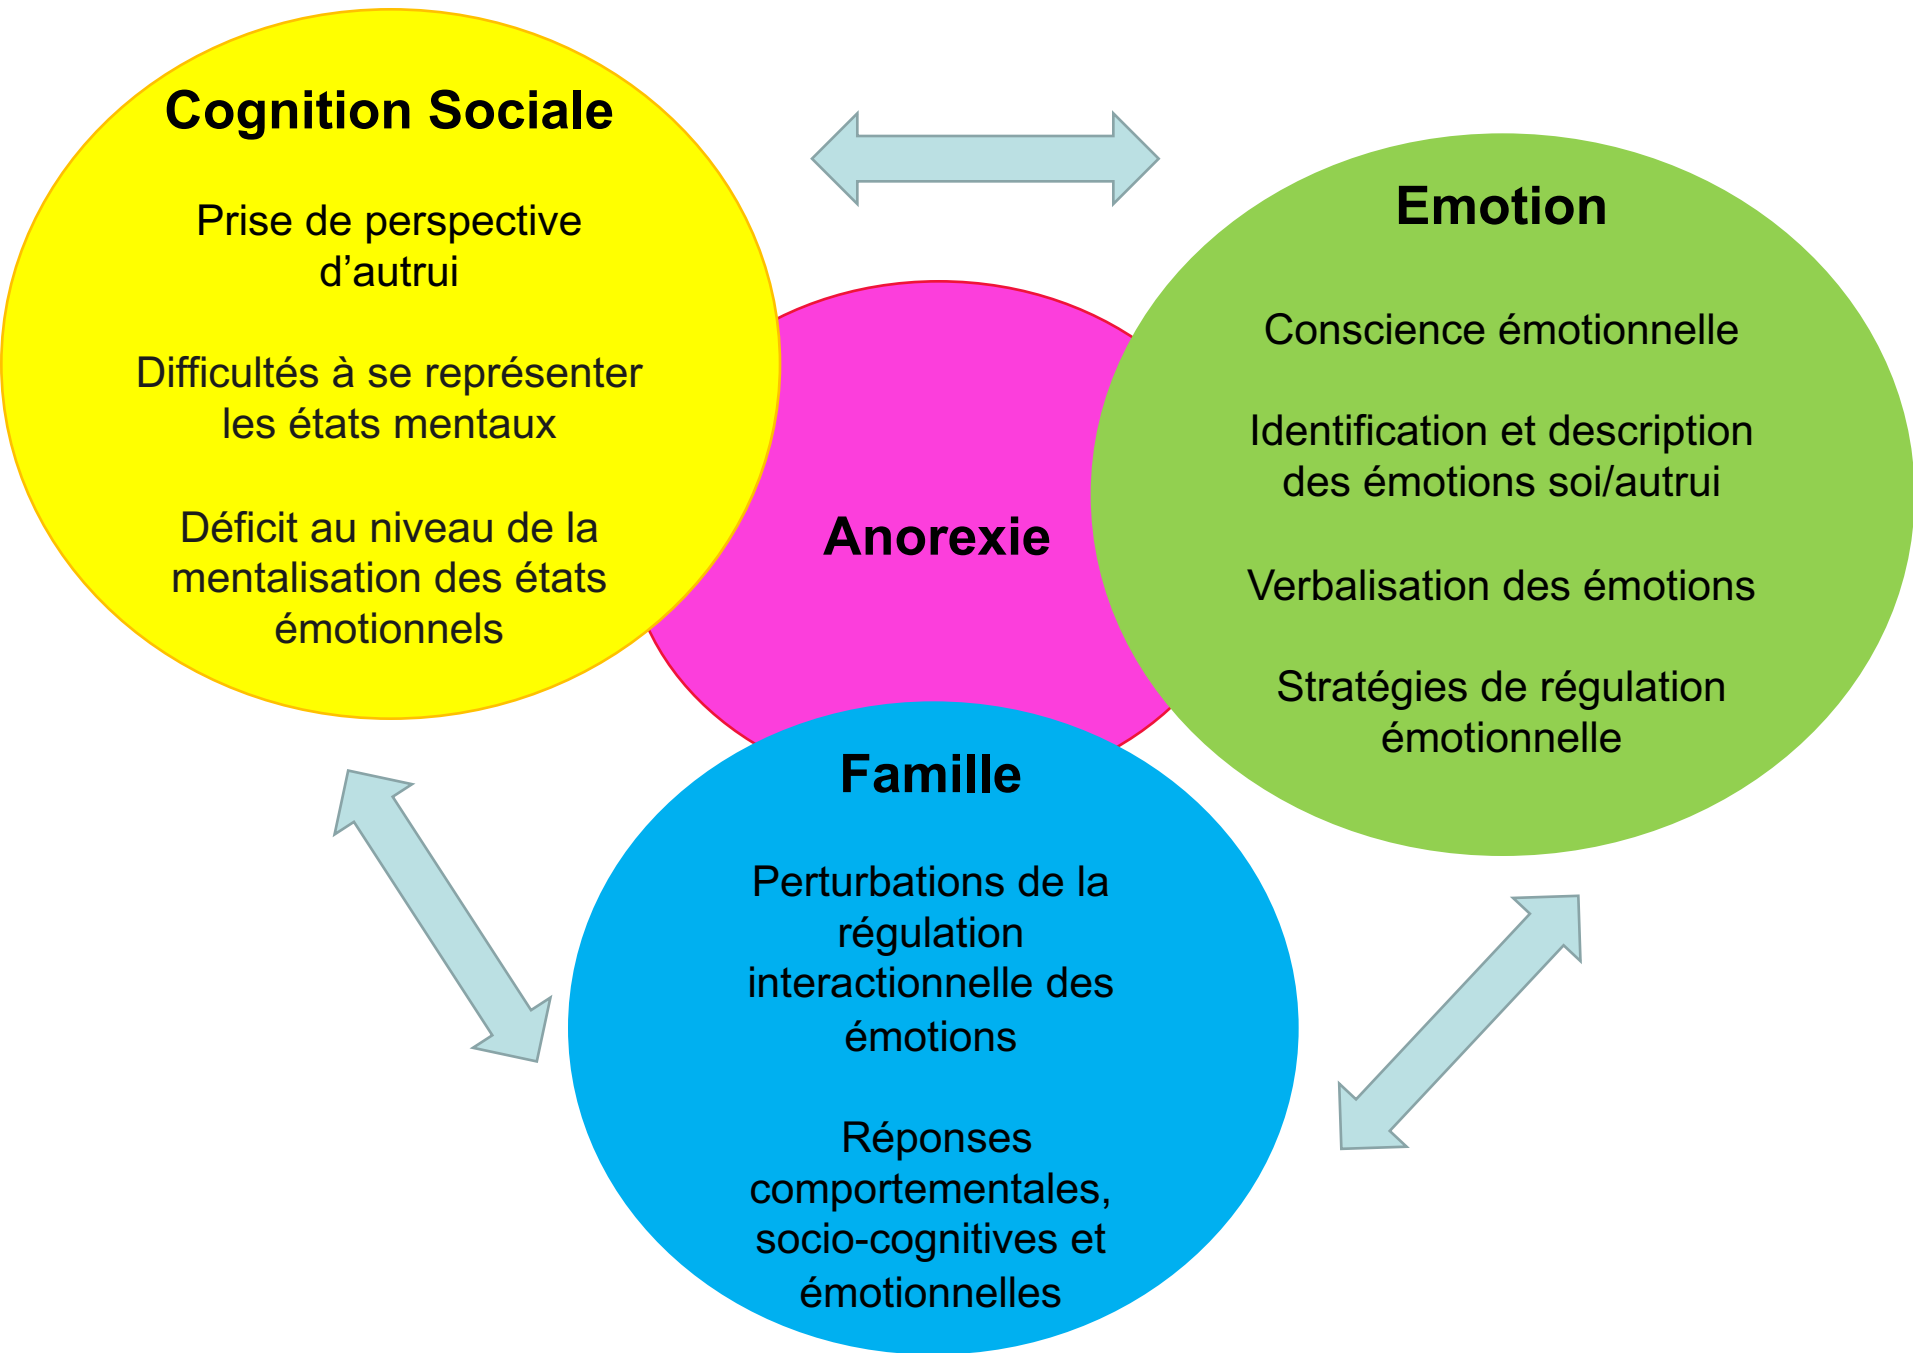 Cognition Sociale
Prise de perspective
d’autrui
Difficultés à se représenter
les états mentaux
Déficit au niveau de la
mentalisation des états
émotionnels
Emotion
Conscience émotionnelle
Identification et description
des émotions soi/autrui
Verbalisation des émotions
Stratégies de régulation
émotionnelle
Anorexie
Famille
Perturbations de la
régulation
interactionnelle des
émotions
Réponses
comportementales,
socio-cognitives et
émotionnelles